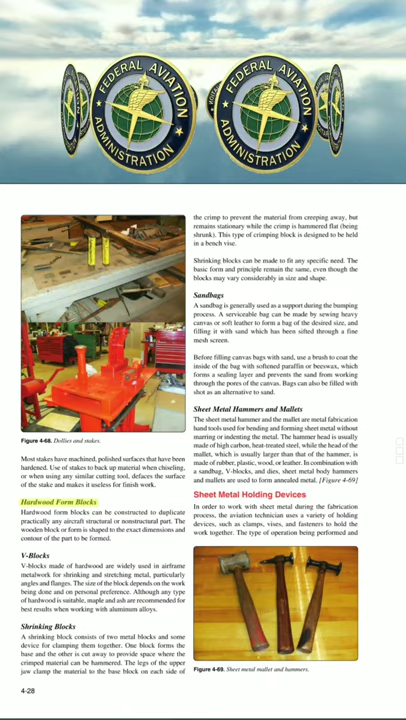 FEDERAL AVIATION
ADMINISTRATION
FEDERAL AVIATION
ADMINISTRATION
Figure 4-68. Dollies and stakes.
Most stakes have machined, polished surfaces that have been
hardened. Use of stakes to back up material when chiseling,
or when using any similar cutting tool, defaces the surface
of the stake and makes it useless for finish work.
Hardwood Form Blocks
Hardwood form blocks can be constructed to duplicate
practically any aircraft structural or nonstructural part. The
wooden block or form is shaped to the exact dimensions and
contour of the part to be formed.
V-Blocks
V-blocks made of hardwood are widely used in airframe
metalwork for shrinking and stretching metal, particularly
angles and flanges. The size of the block depends on the work
being done and on personal preference. Although any type
of hardwood is suitable, maple and ash are recommended for
best results when working with aluminum alloys.
Shrinking Blocks
A shrinking block consists of two metal blocks and some
device for clamping them together. One block forms the
base and the other is cut away to provide space where the
crimped material can be hammered. The legs of the upper
jaw clamp the material to the base block on each side of
the crimp to prevent the material from creeping away, but
remains stationary while the crimp is hammered flat (being
shrunk). This type of crimping block is designed to be held
in a bench vise.
Shrinking blocks can be made to fit any specific need. The
basic form and principle remain the same, even though the
blocks may vary considerably in size and shape.
Sandbags
A sandbag is generally used as a support during the bumping
process. A serviceable bag can be made by sewing heavy
canvas or soft leather to form a bag of the desired size, and
filling it with sand which has been sifted through a fine
mesh screen.
Before filling canvas bags with sand, use a brush to coat the
inside of the bag with softened paraffin or beeswax, which
forms a sealing layer and prevents the sand from working
through the pores of the canvas. Bags can also be filled with
shot as an alternative to sand.
Sheet Metal Hammers and Mallets
The sheet metal hammer and the mallet are metal fabrication
hand tools used for bending and forming sheet metal without
marring or indenting the metal. The hammer head is usually
made of high carbon, heat-treated steel, while the head of the
mallet, which is usually larger than that of the hammer, is
made of rubber, plastic, wood, or leather. In combination with
a sandbag, V-blocks, and dies, sheet metal body hammers
and mallets are used to form annealed metal. [Figure 4-69]
Sheet Metal Holding Devices
In order to work with sheet metal during the fabrication
process, the aviation technician uses a variety of holding
devices, such as clamps, vises, and fasteners to hold the
work together. The type of operation being performed and
Figure 4-69. Sheet metal mallet and hammers.
4-28